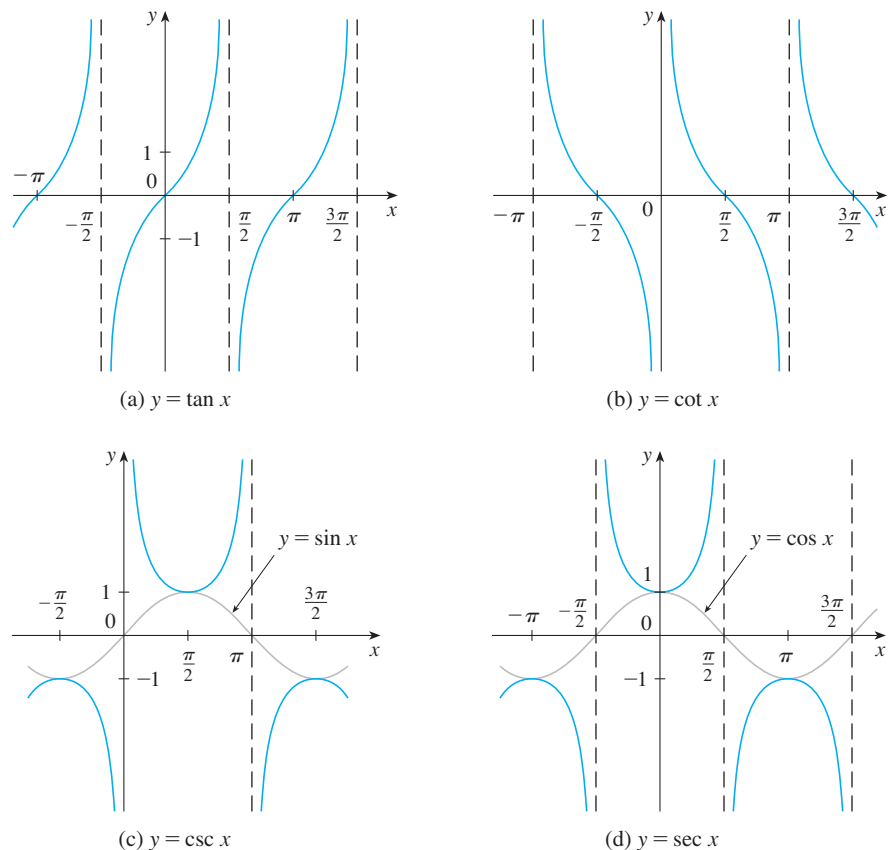 y
1
0
−1
−π
−π/2
π/2
π
3π/2
x
(a) y = tan x
y
0
−π
−π/2
π/2
π
3π/2
x
(b) y = cot x
y
y = sin x
1
0
−1
−π/2
π/2
π
3π/2
x
(c) y = csc x
y
y = cos x
1
−1
−π
−π/2
π/2
π
3π/2
x
(d) y = sec x